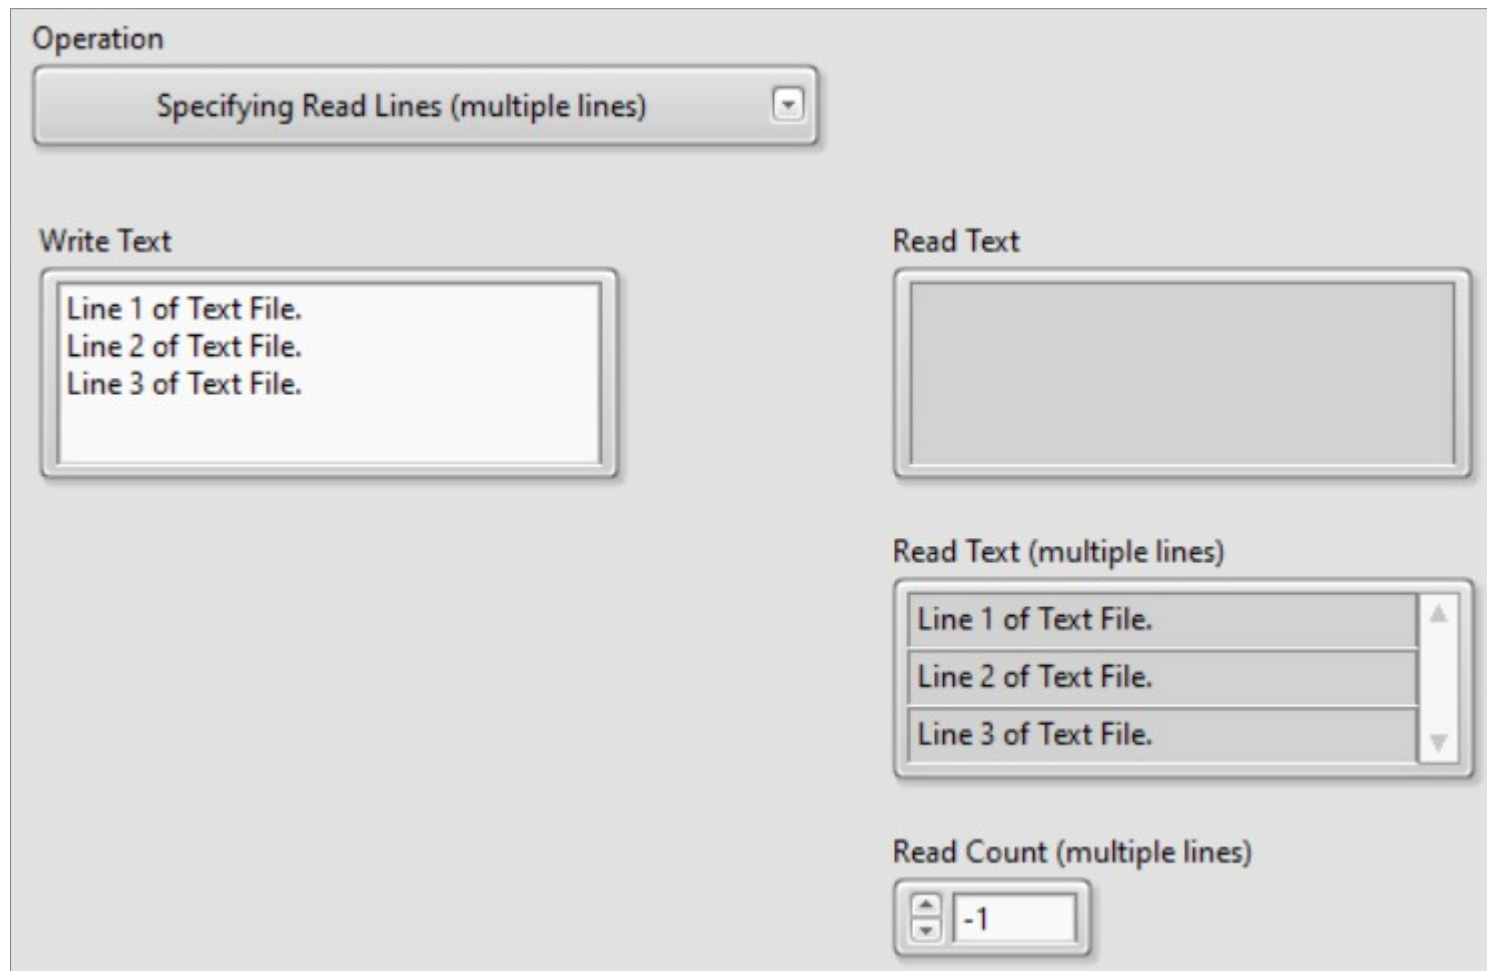 Operation
Specifying Read Lines (multiple lines)
Write Text
Line 1 of Text File.
Line 2 of Text File.
Line 3 of Text File.
Read Text
Read Text (multiple lines)
Line 1 of Text File.
Line 2 of Text File.
Line 3 of Text File.
Read Count (multiple lines)
-1